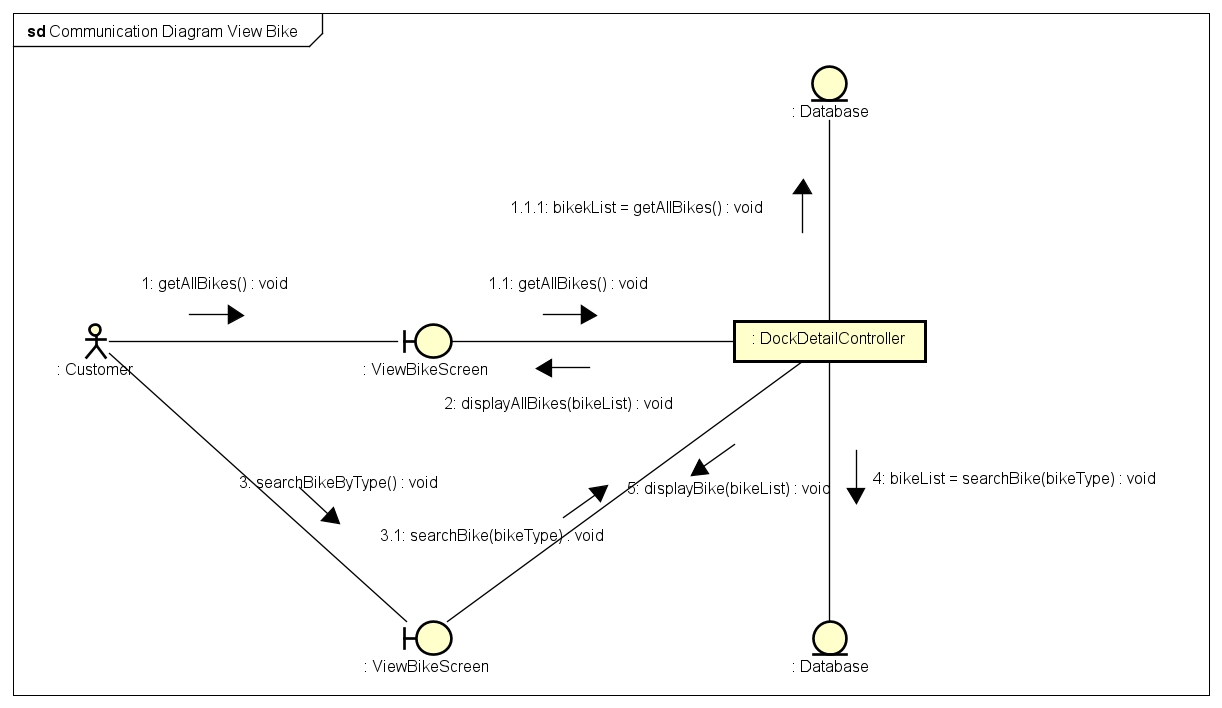 sd Communication Diagram View Bike
: Database
1.1.1: bikekList = getAllBikes() : void
1: getAllBikes() : void
1.1: getAllBikes() : void
: DockDetailController
: Customer
: ViewBikeScreen
2: displayAllBikes(bikeList) : void
3: searchBikeByType() : void
5: displayBike(bikeList) : void
4: bikeList = searchBike(bikeType) : void
3.1: searchBike(bikeType) : void
: ViewBikeScreen
: Database